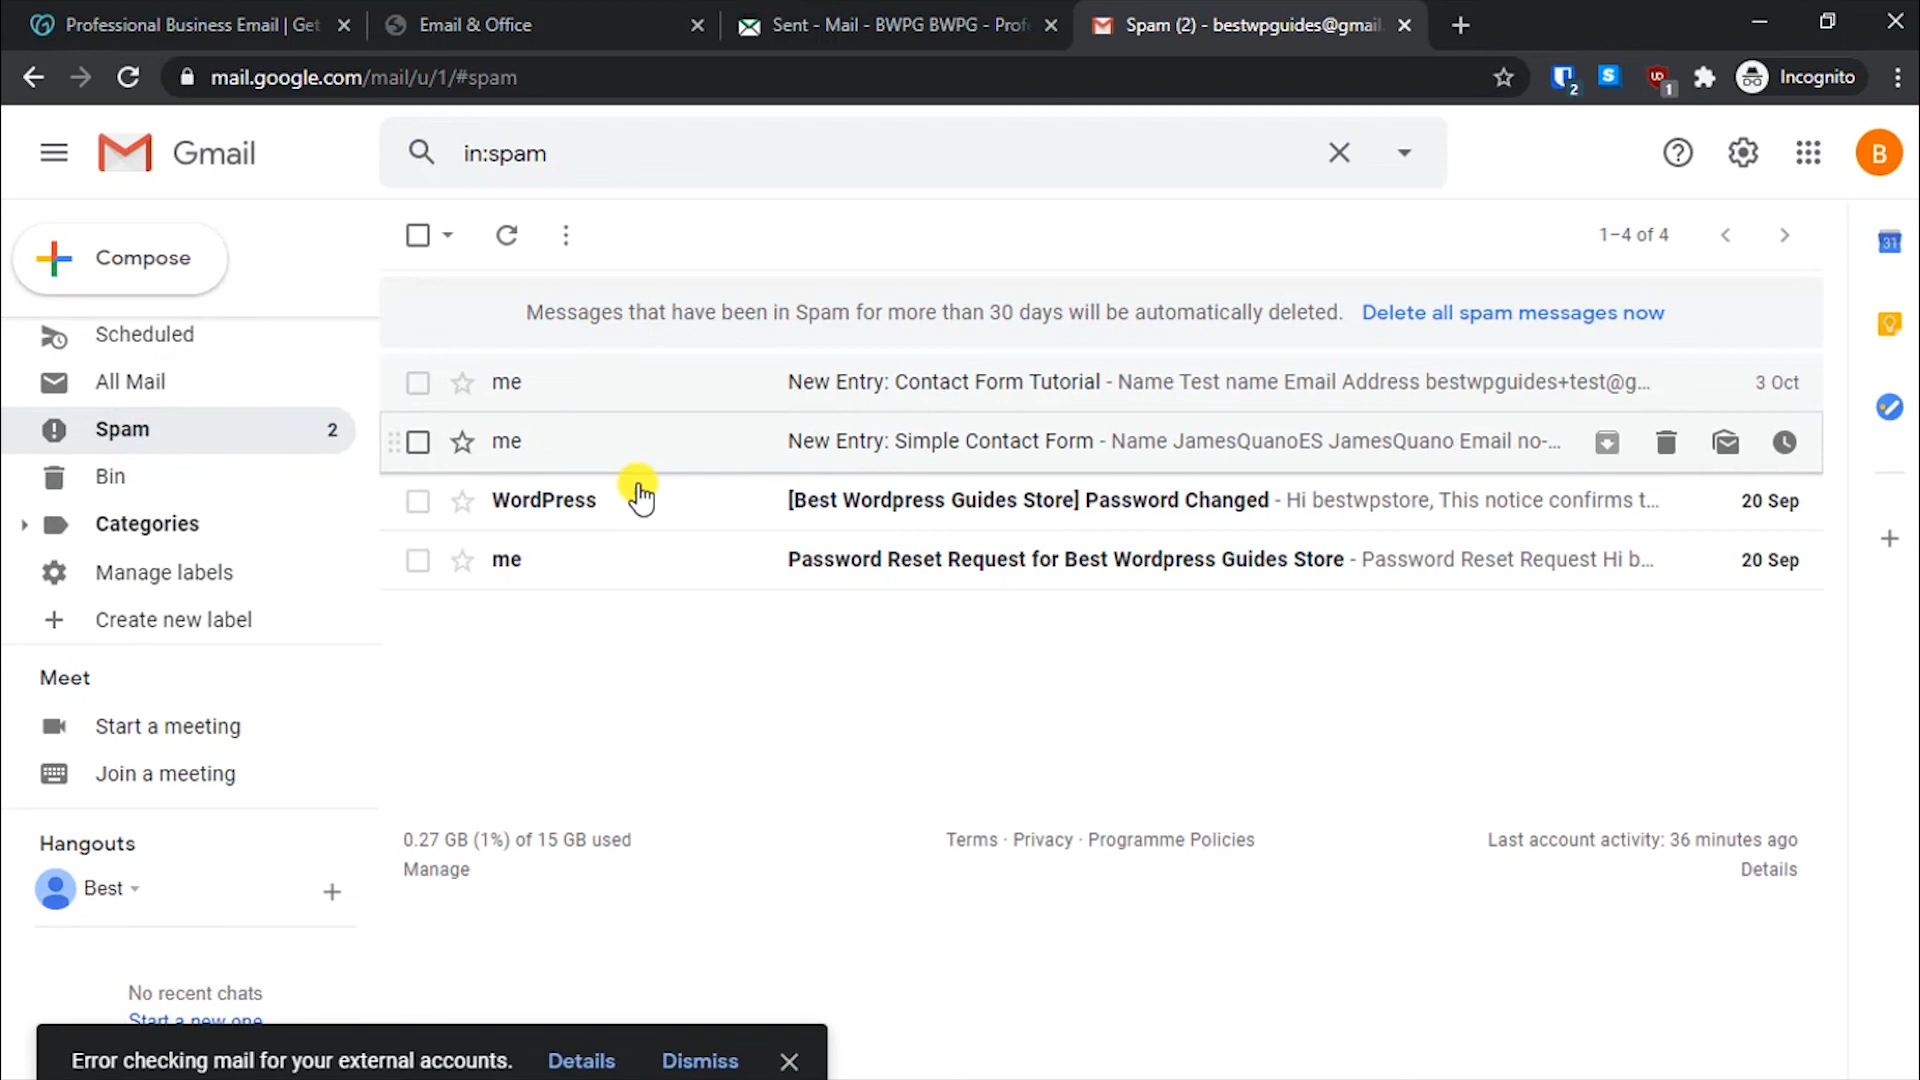 Professional Business Email | Get
Email & Office
Sent - Mail - BWPG BWPG - Prof
Spam (2) - bestwpguides@gmail.
mail.google.com/mail/u/1/#spam
2
S
1
Incognito
Gmail
in:spam
B
Compose
1–4 of 4
31
Messages that have been in Spam for more than 30 days will be automatically deleted. Delete all spam messages now
Scheduled
All Mail
Spam 2
Bin
Categories
Manage labels
Create new label
me New Entry: Contact Form Tutorial - Name Test name Email Address bestwpguides+test@g... 3 Oct
me New Entry: Simple Contact Form - Name JamesQuanoES JamesQuano Email no-...
WordPress [Best Wordpress Guides Store] Password Changed - Hi bestwpstore, This notice confirms t... 20 Sep
me Password Reset Request for Best Wordpress Guides Store - Password Reset Request Hi b... 20 Sep
Meet
Start a meeting
Join a meeting
Hangouts
Best
No recent chats
Start a new one
0.27 GB (1%) of 15 GB used
Manage
Terms · Privacy · Programme Policies
Last account activity: 36 minutes ago
Details
Error checking mail for your external accounts. Details Dismiss